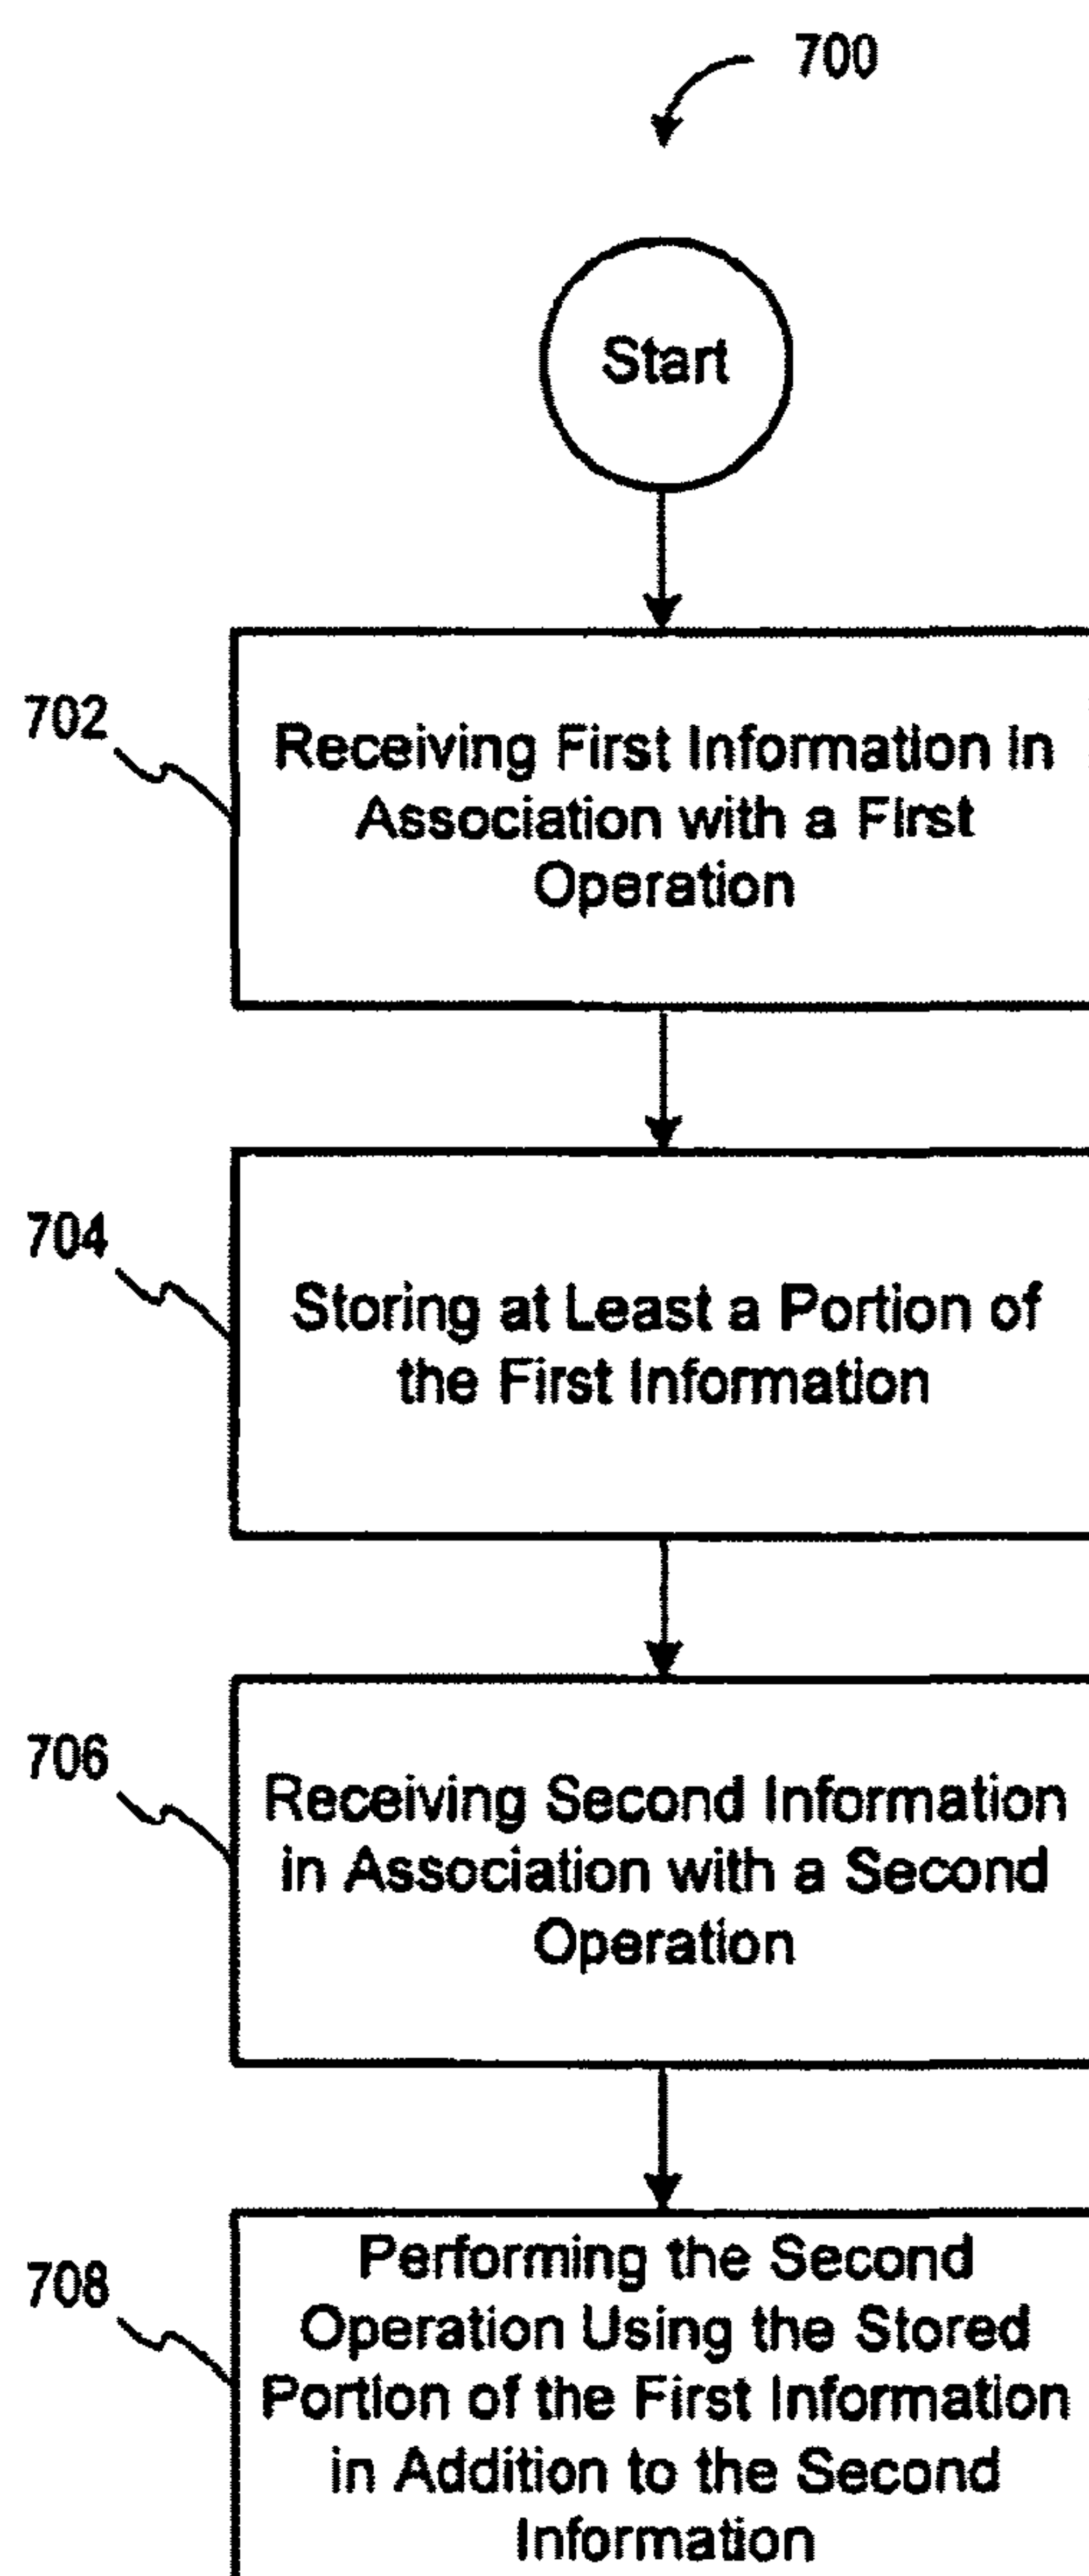 700
Start
702
Receiving First Information in
Association with a First
Operation
704
Storing at Least a Portion of
the First Information
706
Receiving Second Information
in Association with a Second
Operation
708
Performing the Second
Operation Using the Stored
Portion of the First Information
in Addition to the Second
Information